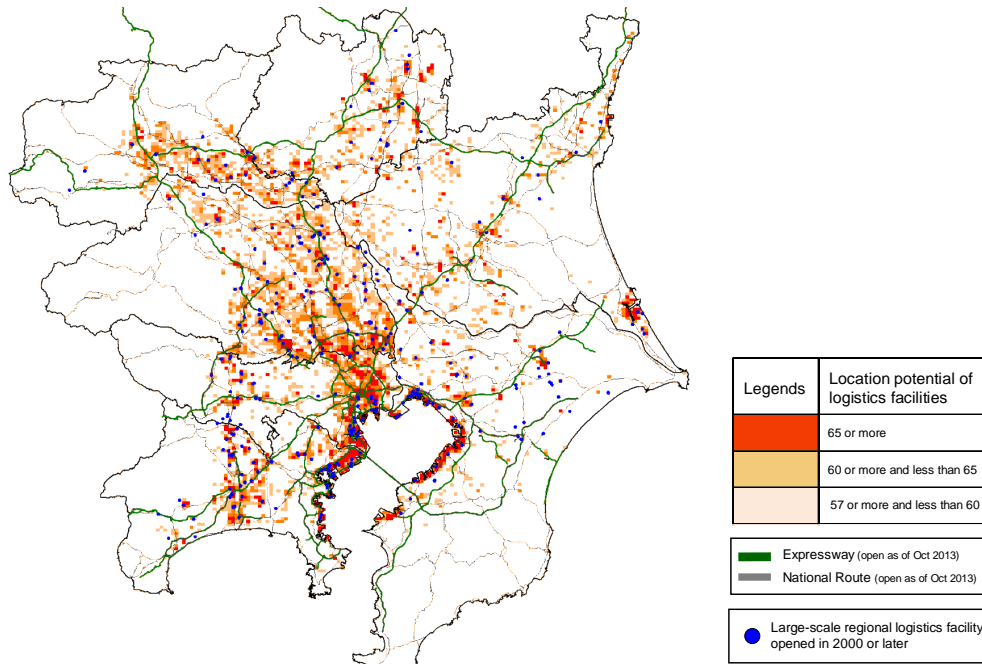 Legends
Location potential of
logistics facilities
65 or more
60 or more and less than 65
57 or more and less than 60
Expressway (open as of Oct 2013)
National Route (open as of Oct 2013)
Large-scale regional logistics facility
opened in 2000 or later